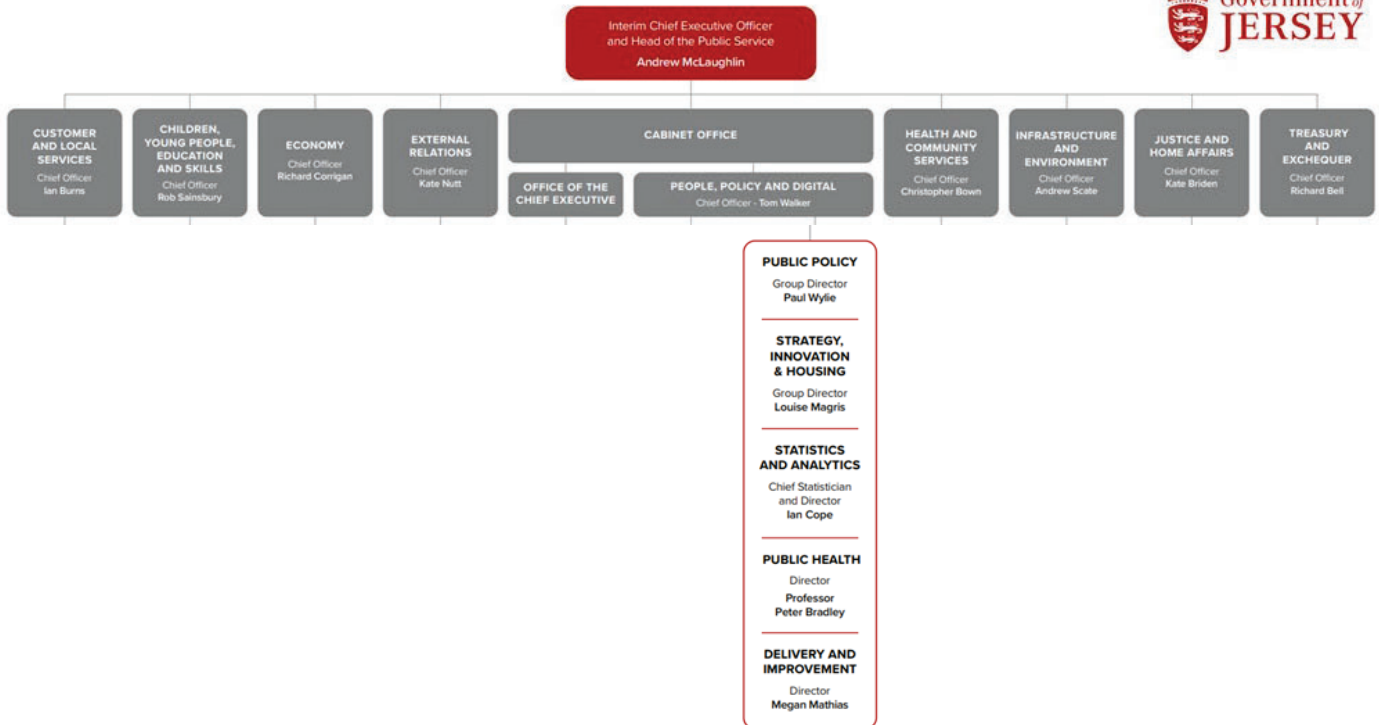 Government of
JERSEY
Interim Chief Executive Officer
and Head of the Public Service
Andrew McLaughlin
CUSTOMER
AND LOCAL
SERVICES
Chief Officer
Ian Burns
CHILDREN,
YOUNG PEOPLE,
EDUCATION
AND SKILLS
Chief Officer
Rob Sainsbury
ECONOMY
Chief Officer
Richard Corrigan
EXTERNAL
RELATIONS
Chief Officer
Kate Nutt
CABINET OFFICE
OFFICE OF THE
CHIEF EXECUTIVE
PEOPLE, POLICY AND DIGITAL
Chief Officer - Tom Walker
HEALTH AND
COMMUNITY
SERVICES
Chief Officer
Christopher Bown
INFRASTRUCTURE
AND
ENVIRONMENT
Chief Officer
Andrew Scate
JUSTICE AND
HOME AFFAIRS
Chief Officer
Kate Briden
TREASURY
AND
EXCHEQUER
Chief Officer
Richard Bell
PUBLIC POLICY
Group Director
Paul Wylie
STRATEGY,
INNOVATION
& HOUSING
Group Director
Louise Magris
STATISTICS
AND ANALYTICS
Chief Statistician
and Director
Ian Cope
PUBLIC HEALTH
Director
Professor
Peter Bradley
DELIVERY AND
IMPROVEMENT
Director
Megan Mathias